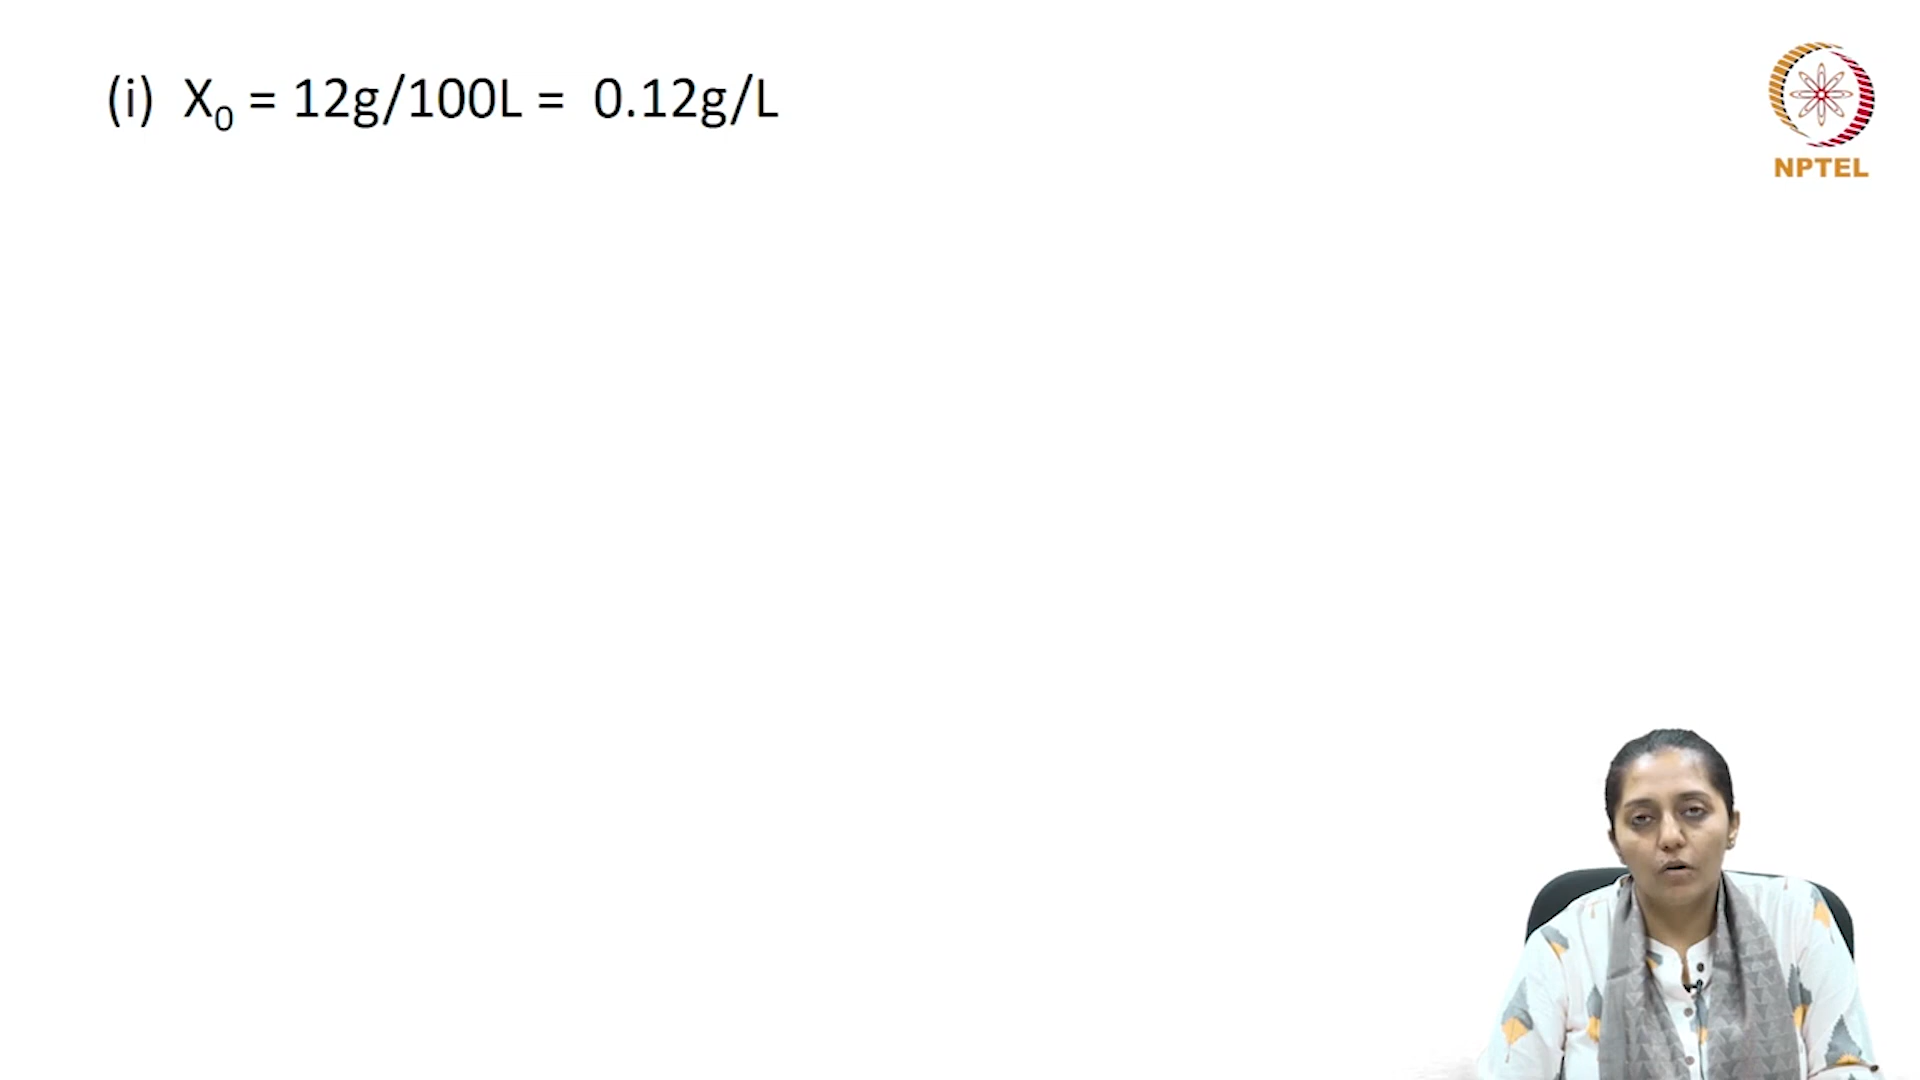 (i) X₀ = 12g/100L = 0.12g/L
NPTEL